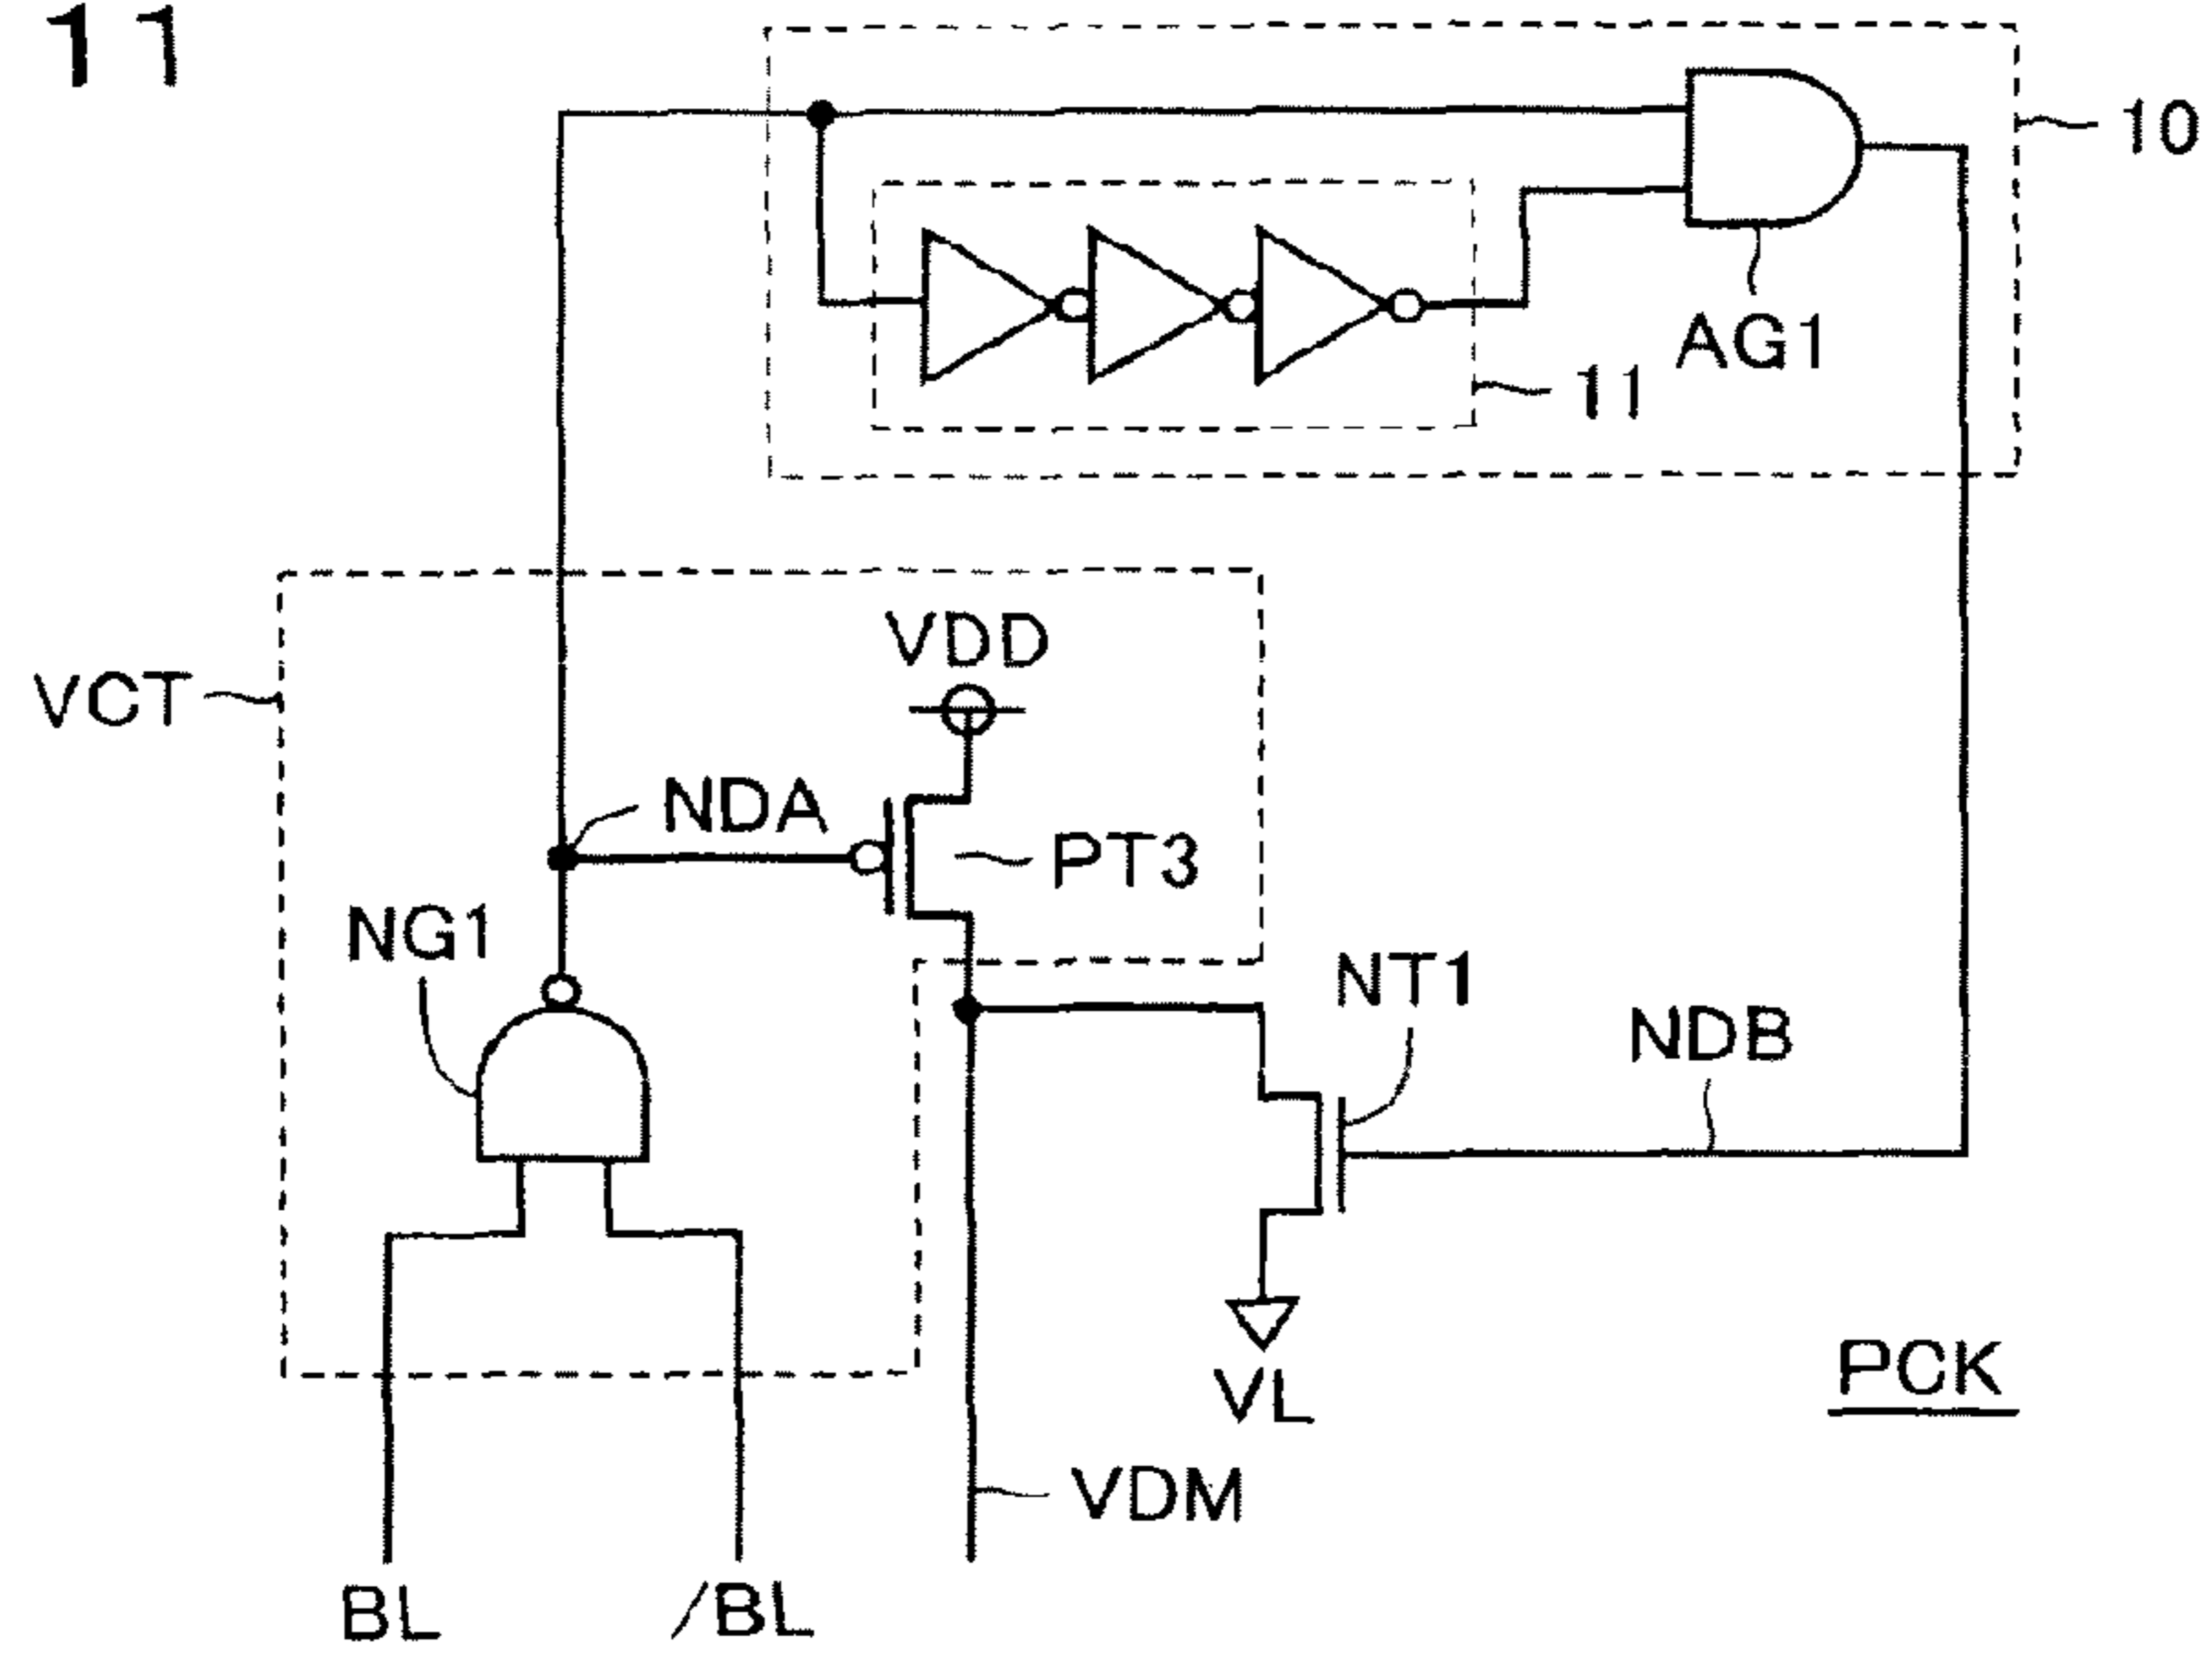 11
10
AG1
11
VDD
VCT
NDA
PT3
NG1
NT1
NDB
VL
PCK
VDM
BL
/BL